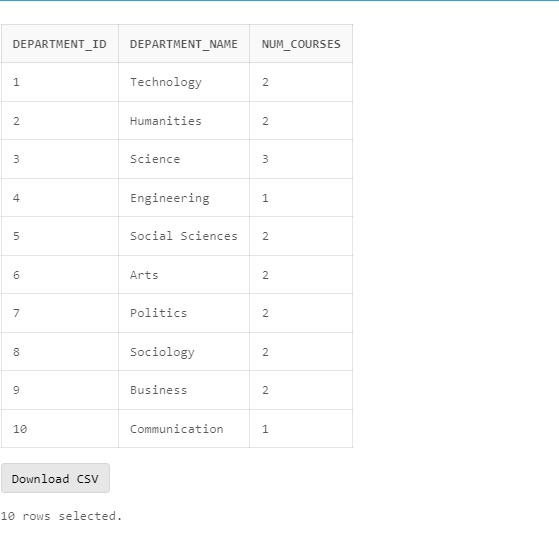 DEPARTMENT_ID DEPARTMENT_NAME NUM_COURSES
1 Technology 2
2 Humanities 2
3 Science 3
4 Engineering 1
5 Social Sciences 2
6 Arts 2
7 Politics 2
8 Sociology 2
9 Business 2
10 Communication 1
Download CSV
10 rows selected.